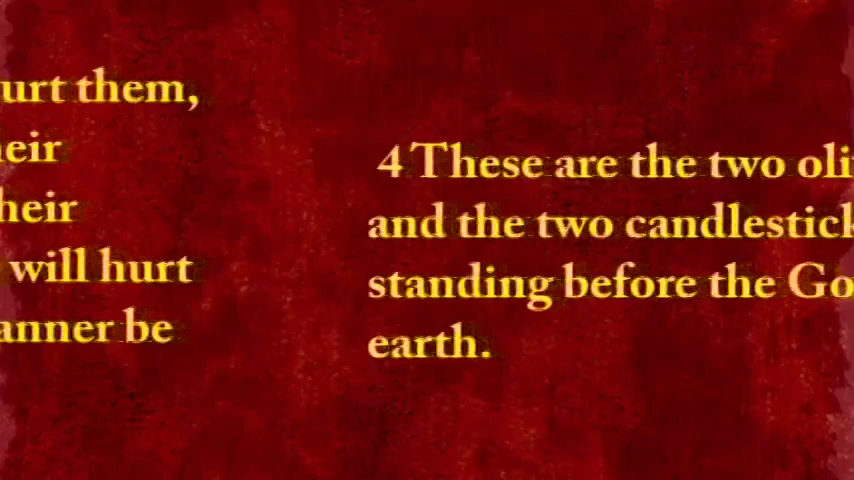 urt them,
heir
heir
will hurt
anner be
4 These are the two oli
and the two candlestick
standing before the Go
earth.